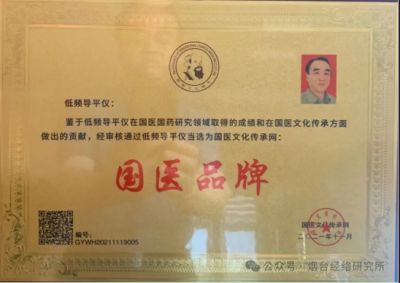 低频导平仪：
鉴于低频导平仪在国医国药研究领域取得的成绩和在国医文化传承方面
做出的贡献，经审核通过低频导平仪当选为国医文化传承网：
国医品牌
编号：
GYWH20211119005
国医文化传承网
二〇二一年十一月
公众号·烟台经络研究所